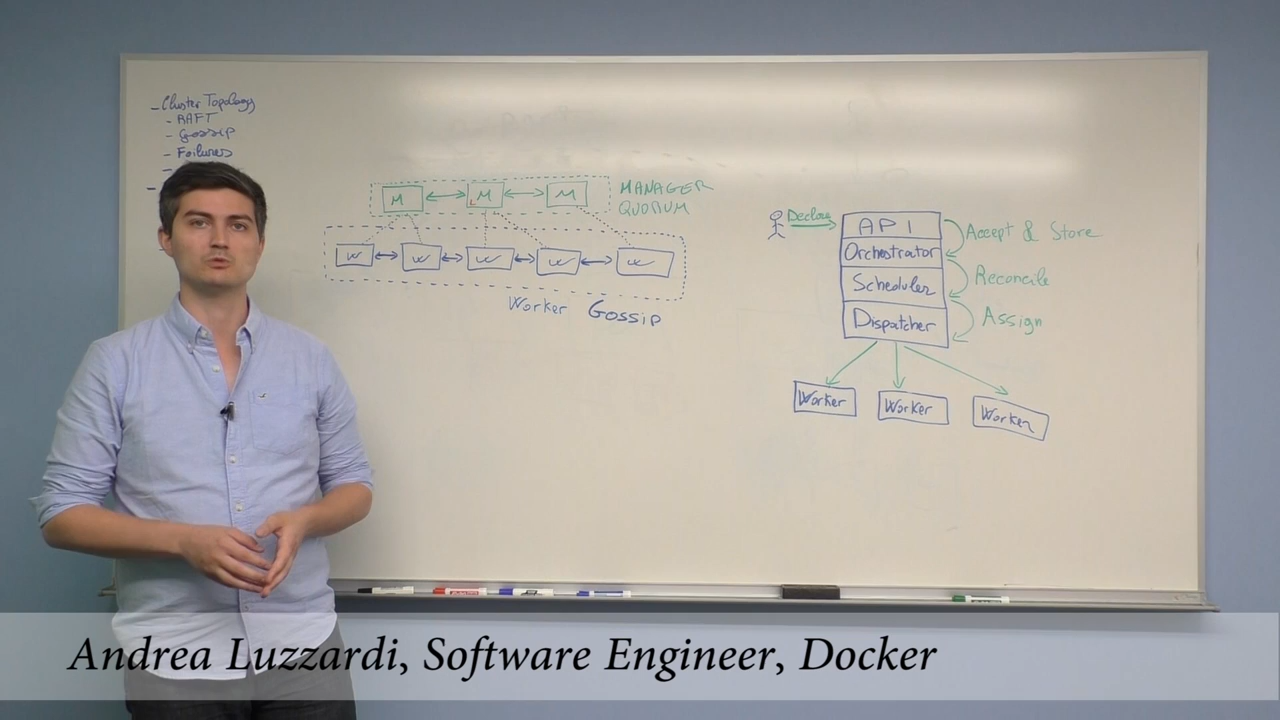 - Cluster Topology
- RAFT
- Gossip
- Failures
M M M
L
MANAGER
QUORUM
W W W W W
Worker Gossip
Declare
API
Orchestrator
Scheduler
Dispatcher
Accept & Store
Reconcile
Assign
Worker Worker Worker
Andrea Luzzardi, Software Engineer, Docker